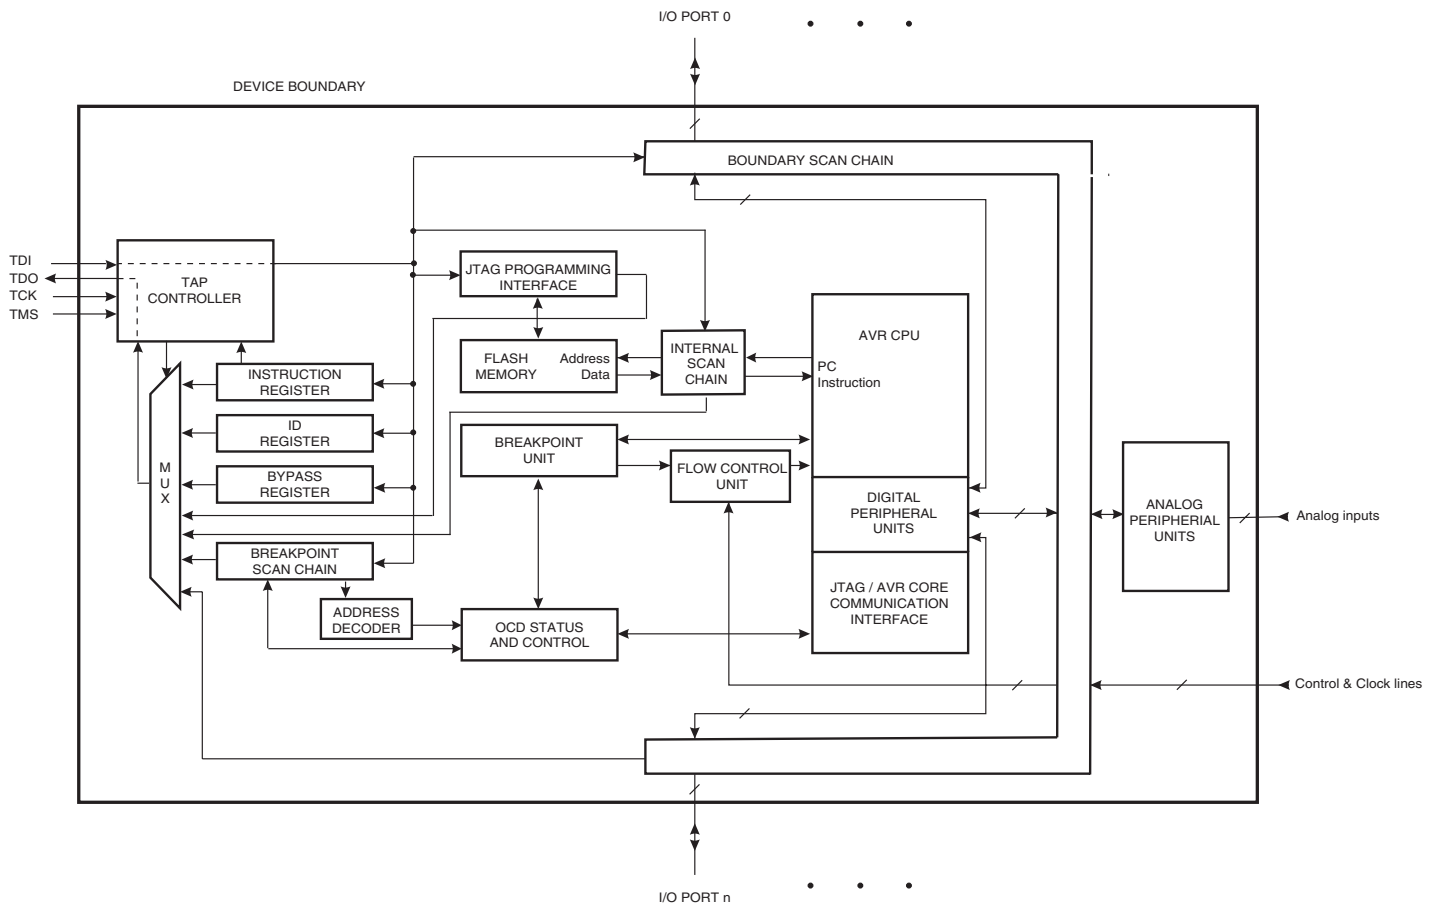 I/O PORT 0
DEVICE BOUNDARY
BOUNDARY SCAN CHAIN
TDI
TDO
TCK
TMS
TAP
CONTROLLER
JTAG PROGRAMMING
INTERFACE
AVR CPU
FLASH
MEMORY
Address
Data
INTERNAL
SCAN
CHAIN
PC
Instruction
INSTRUCTION
REGISTER
ID
REGISTER
M
U
X
BYPASS
REGISTER
BREAKPOINT
UNIT
FLOW CONTROL
UNIT
DIGITAL
PERIPHERAL
UNITS
ANALOG
PERIPHERIAL
UNITS
Analog inputs
BREAKPOINT
SCAN CHAIN
ADDRESS
DECODER
OCD STATUS
AND CONTROL
JTAG / AVR CORE
COMMUNICATION
INTERFACE
Control & Clock lines
I/O PORT n